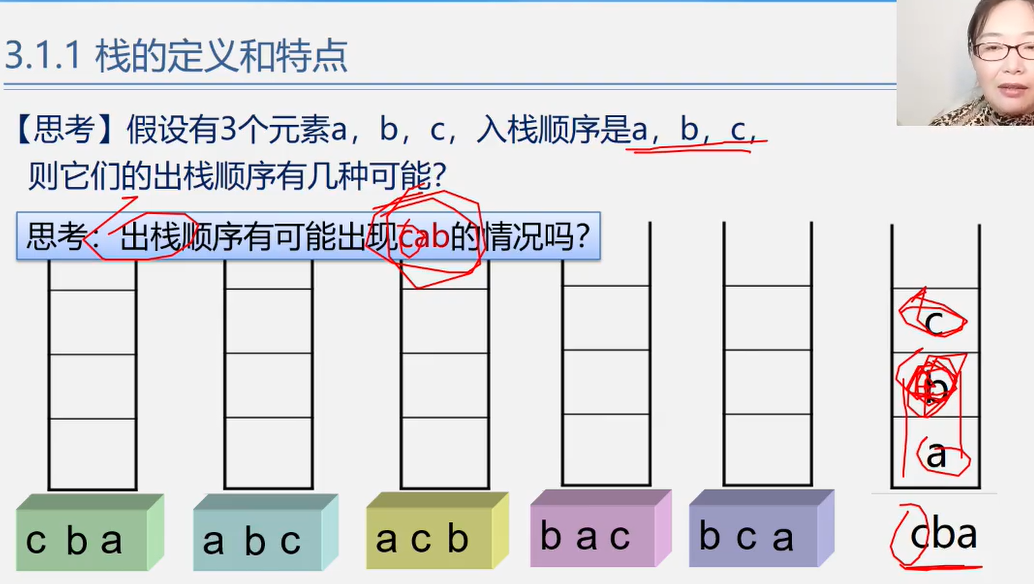 3.1.1 栈的定义和特点
【思考】假设有3个元素a，b，c，入栈顺序是a，b，c，
则它们的出栈顺序有几种可能？
思考：出栈顺序有可能出现cab的情况吗？
c
b
a
c b a
a b c
a c b
b a c
b c a
cba